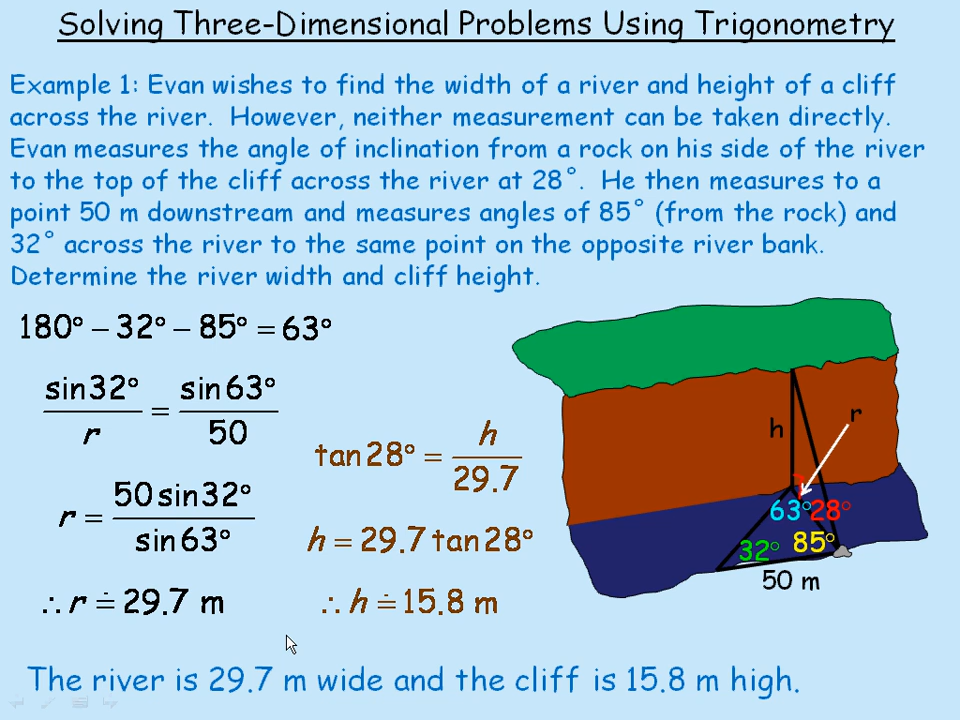 Solving Three-Dimensional Problems Using Trigonometry
Example 1: Evan wishes to find the width of a river and height of a cliff
across the river. However, neither measurement can be taken directly.
Evan measures the angle of inclination from a rock on his side of the river
to the top of the cliff across the river at 28°. He then measures to a
point 50 m downstream and measures angles of 85° (from the rock) and
32° across the river to the same point on the opposite river bank.
Determine the river width and cliff height.
180° − 32° − 85° = 63°
sin32°/r = sin63°/50
r = 50sin32°/sin63°
∴ r ≐ 29.7 m
tan28° = h/29.7
h = 29.7tan28°
∴ h ≐ 15.8 m
h
r
63°
28°
32°
85°
50 m
The river is 29.7 m wide and the cliff is 15.8 m high.